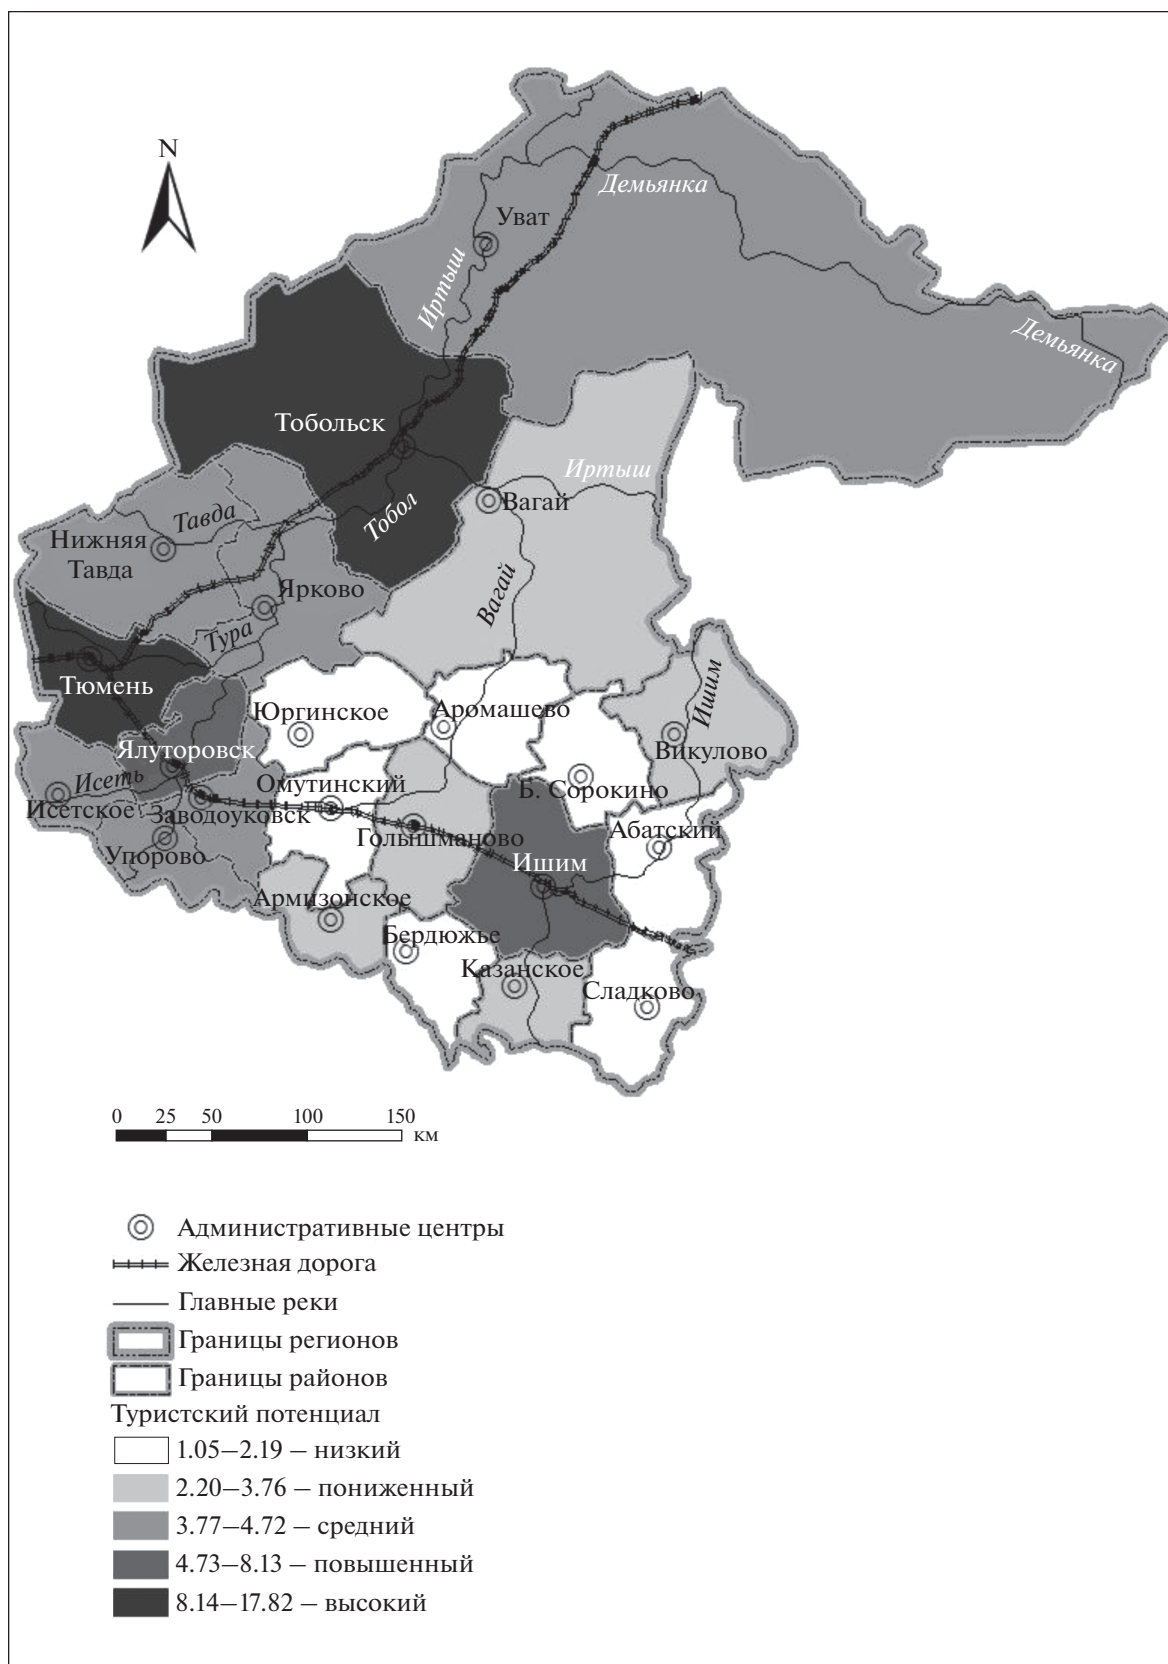 N
Демьянка
Уват
Иртыш
Демьянка
Тобольск
Иртыш
Вагай
Тобол
Тавда
Нижняя
Тавда
Ярково
Вагай
Тура
Тюмень
Ишим
Юргинское
Аромашево
Викулово
Ялуторовск
Исеть
Омутинский
Б. Сорокино
Исетское
Заводоуковск
Голышманово
Абатский
Упорово
Ишим
Армизонское
Бердюжье
Казанское
Сладково
0 25 50 100 150
км
Административные центры
Железная дорога
Главные реки
Границы регионов
Границы районов
Туристский потенциал
1.05–2.19 – низкий
2.20–3.76 – пониженный
3.77–4.72 – средний
4.73–8.13 – повышенный
8.14–17.82 – высокий